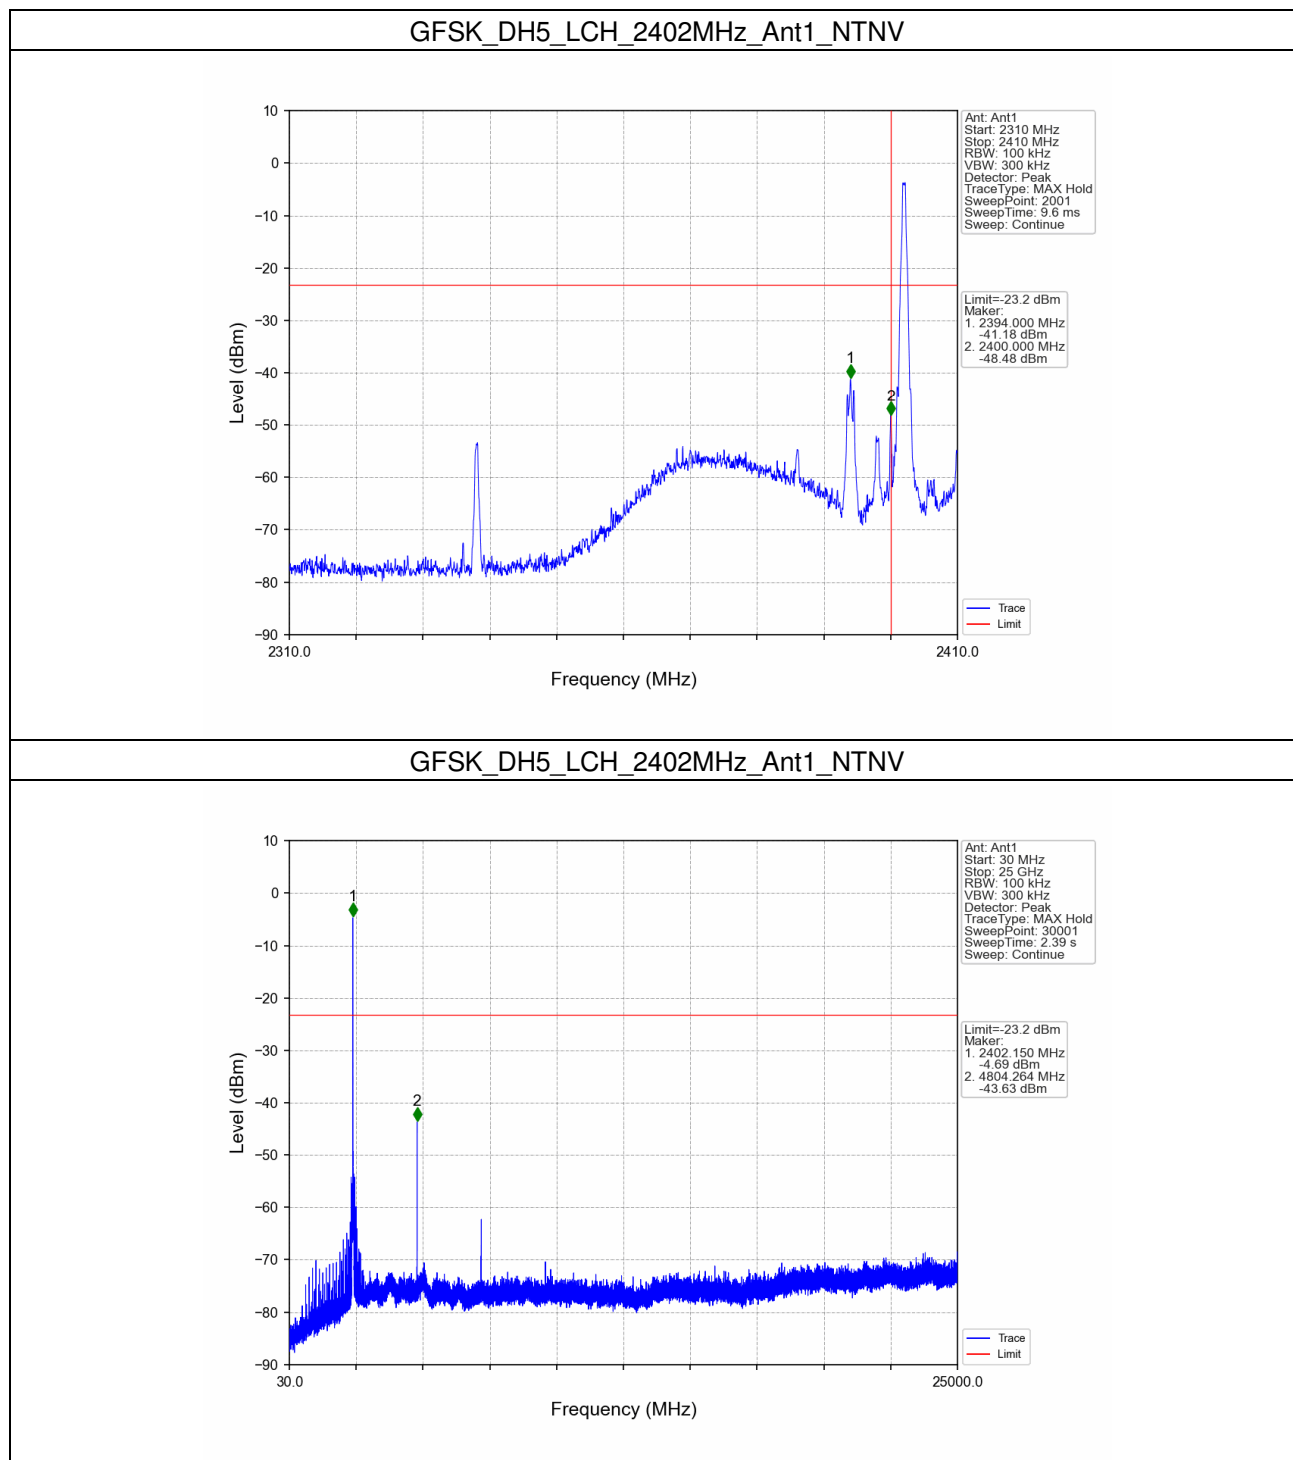 GFSK_DH5_LCH_2402MHz_Ant1_NTNV
10
0
−10
−20
−30
−40
−50
−60
−70
−80
−90
Level (dBm)
1
2
2310.0
2410.0
Frequency (MHz)
Ant: Ant1
Start: 2310 MHz
Stop: 2410 MHz
RBW: 100 kHz
VBW: 300 kHz
Detector: Peak
TraceType: MAX Hold
SweepPoint: 2001
SweepTime: 9.6 ms
Sweep: Continue
Limit=-23.2 dBm
Maker:
1. 2394.000 MHz
-41.18 dBm
2. 2400.000 MHz
-48.48 dBm
Trace
Limit
GFSK_DH5_LCH_2402MHz_Ant1_NTNV
10
0
−10
−20
−30
−40
−50
−60
−70
−80
−90
Level (dBm)
1
2
30.0
25000.0
Frequency (MHz)
Ant: Ant1
Start: 30 MHz
Stop: 25 GHz
RBW: 100 kHz
VBW: 300 kHz
Detector: Peak
TraceType: MAX Hold
SweepPoint: 30001
SweepTime: 2.39 s
Sweep: Continue
Limit=-23.2 dBm
Maker:
1. 2402.150 MHz
-4.69 dBm
2. 4804.264 MHz
-43.63 dBm
Trace
Limit